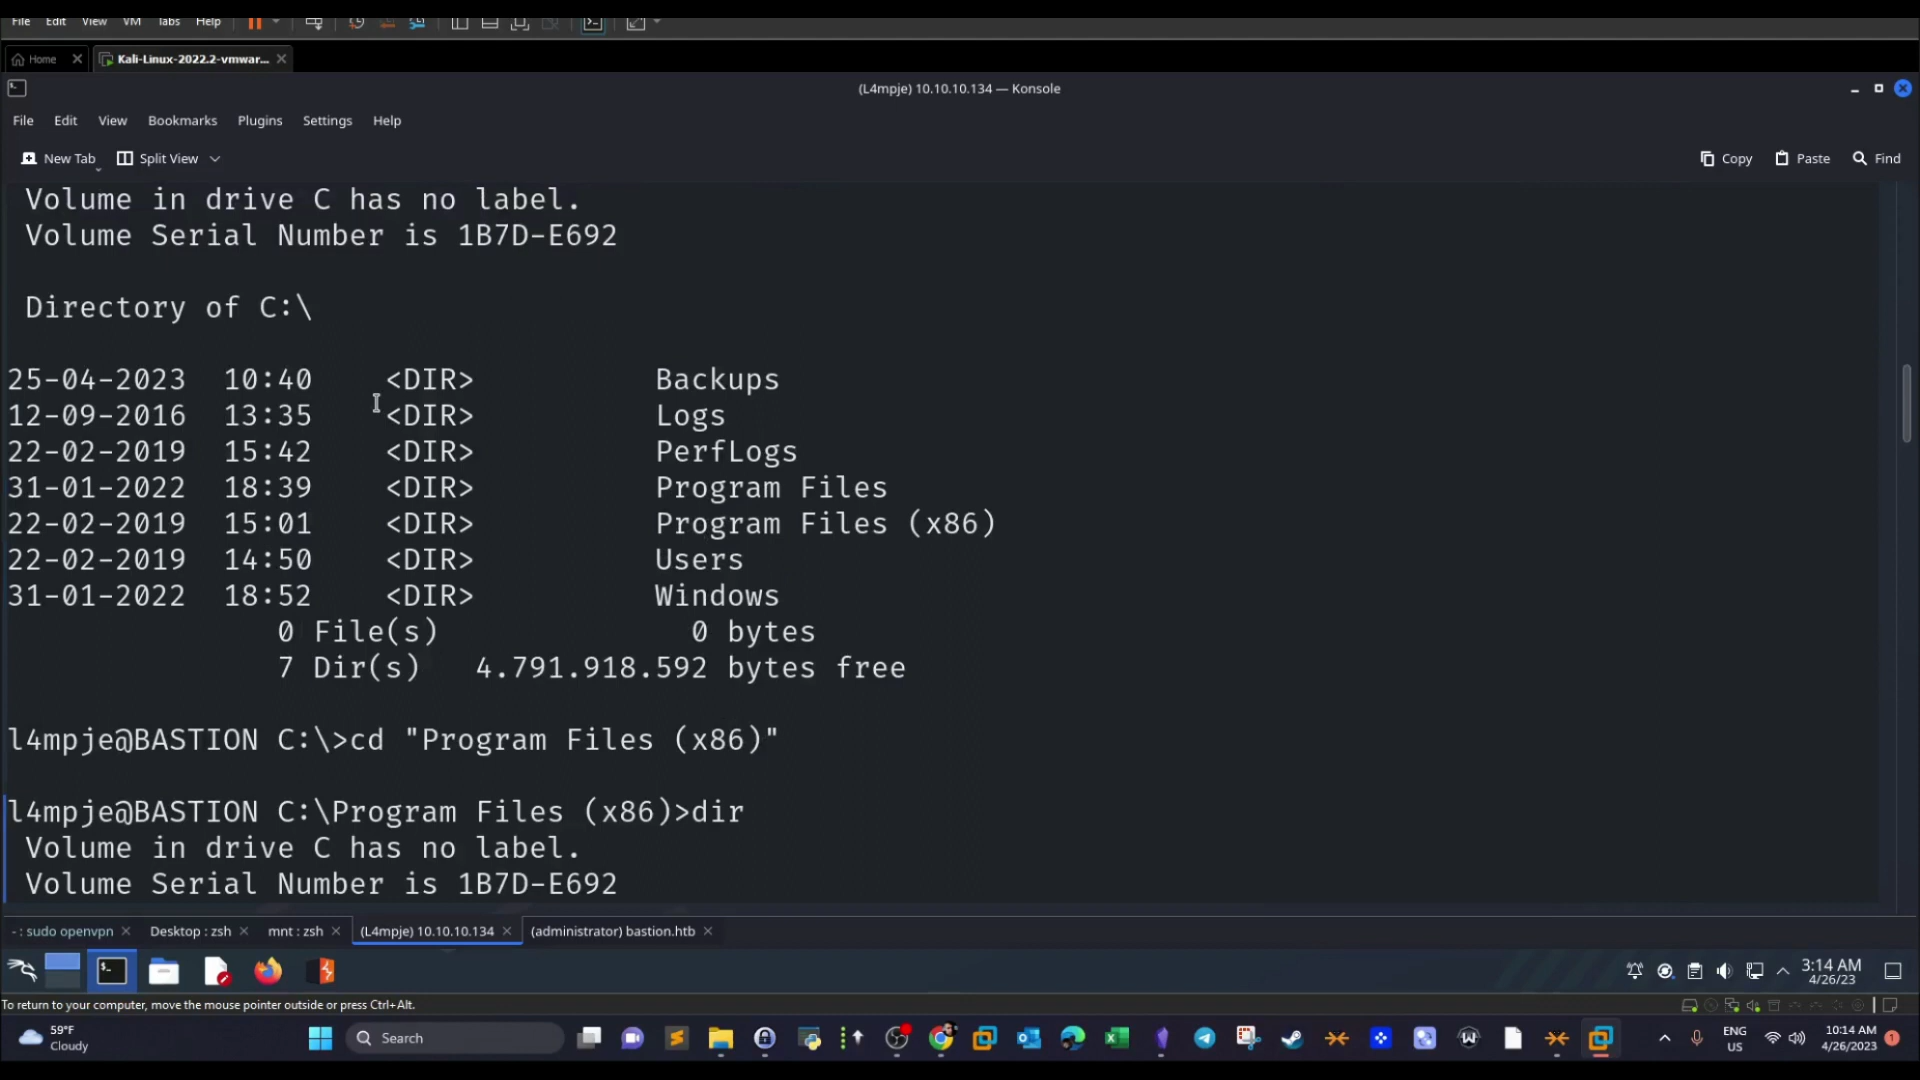 File Edit View VM Tabs Help
Home
Kali-Linux-2022.2-vmwar...
(L4mpje) 10.10.10.134 — Konsole
File Edit View Bookmarks Plugins Settings Help
New Tab Split View Copy Paste Find
Volume in drive C has no label.
Volume Serial Number is 1B7D-E692
Directory of C:\
25-04-2023 10:40 <DIR> Backups
12-09-2016 13:35 <DIR> Logs
22-02-2019 15:42 <DIR> PerfLogs
31-01-2022 18:39 <DIR> Program Files
22-02-2019 15:01 <DIR> Program Files (x86)
22-02-2019 14:50 <DIR> Users
31-01-2022 18:52 <DIR> Windows
0 File(s) 0 bytes
7 Dir(s) 4.791.918.592 bytes free
l4mpje@BASTION C:\>cd "Program Files (x86)"
l4mpje@BASTION C:\Program Files (x86)>dir
Volume in drive C has no label.
Volume Serial Number is 1B7D-E692
~ : sudo openvpn Desktop : zsh mnt : zsh (L4mpje) 10.10.10.134 (administrator) bastion.htb
3:14 AM
4/26/23
To return to your computer, move the mouse pointer outside or press Ctrl+Alt.
59°F
Cloudy
Search
ENG
US
10:14 AM
4/26/2023
1